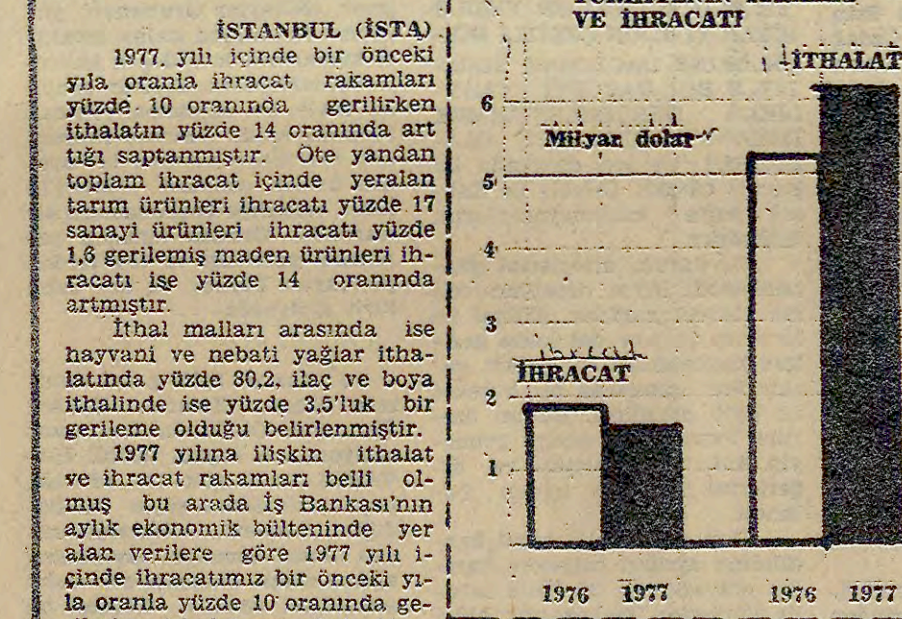 İSTANBUL (İSTA)
1977. yılı içinde bir önceki
yıla oranla ihracat rakamları
yüzde 10 oranında gerilirken
ithalatın yüzde 14 oranında art
tığı saptanmıştır. Öte yandan
toplam ihracat içinde yeralan
tarım ürünleri ihracatı yüzde 17
sanayi ürünleri ihracatı yüzde
1,6 gerilemiş maden ürünleri ih-
racatı ise yüzde 14 oranında
artmıştır.
İthal malları arasında ise
hayvani ve nebati yağlar itha-
latında yüzde 80,2, ilaç ve boya
ithalinde ise yüzde 3,5'luk bir
gerileme olduğu belirlenmiştir.
1977 yılına ilişkin ithalat
ve ihracat rakamları belli ol-
muş bu arada İş Bankası'nın
aylık ekonomik bülteninde yer
alan verilere göre 1977 yılı i-
çinde ihracatımız bir önceki yı-
la oranla yüzde 10 oranında ge-
VE İHRACATI
İTHALAT
6
Milyar dolar
5
4
3
İHRACAT
2
1
1976 1977 1976 1977